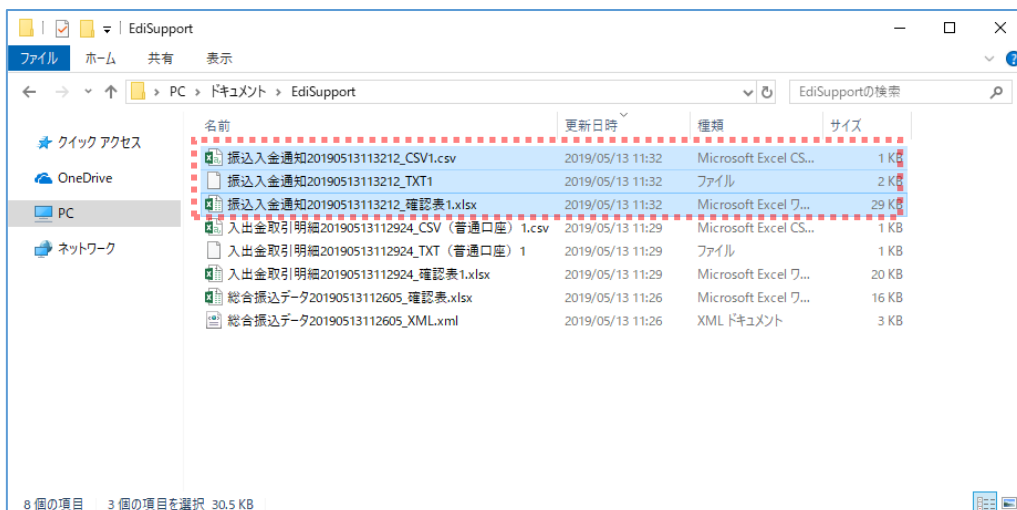 EdiSupport
ファイル ホーム 共有 表示
PC › ドキュメント › EdiSupport EdiSupportの検索
名前 更新日時 種類 サイズ
クイック アクセス
OneDrive
PC
ネットワーク
振込入金通知20190513113212_CSV1.csv 2019/05/13 11:32 Microsoft Excel CS... 1 KB
振込入金通知20190513113212_TXT1 2019/05/13 11:32 ファイル 2 KB
振込入金通知20190513113212_確認表1.xlsx 2019/05/13 11:32 Microsoft Excel ワ... 29 KB
入出金取引明細20190513112924_CSV（普通口座）1.csv 2019/05/13 11:29 Microsoft Excel CS... 1 KB
入出金取引明細20190513112924_TXT（普通口座）1 2019/05/13 11:29 ファイル 1 KB
入出金取引明細20190513112924_確認表1.xlsx 2019/05/13 11:29 Microsoft Excel ワ... 20 KB
総合振込データ20190513112605_確認表.xlsx 2019/05/13 11:26 Microsoft Excel ワ... 16 KB
総合振込データ20190513112605_XML.xml 2019/05/13 11:26 XML ドキュメント 3 KB
8 個の項目 3 個の項目を選択 30.5 KB